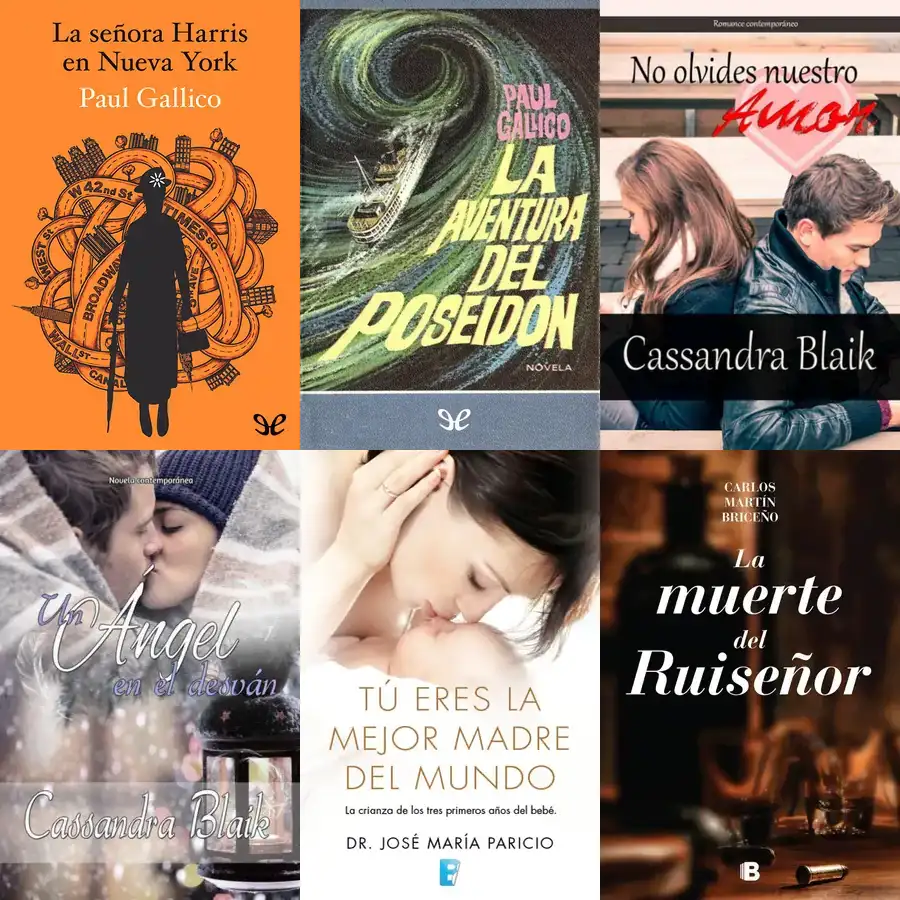 La señora Harris
en Nueva York
Paul Gallico
W 42nd St
TIMES SQ
WEST ST
BROADWAY
WALL ST
CANAL
PAUL
GALLICO
LA
AVENTURA
DEL
POSEIDON
NOVELA
Romance contemporáneo
No olvides nuestro
Amor
Cassandra Blaik
Novela contemporánea
Un
Ángel
en el desván
Cassandra Blaik
TÚ ERES LA
MEJOR MADRE
DEL MUNDO
La crianza de los tres primeros años del bebé.
DR. JOSÉ MARÍA PARICIO
B
CARLOS
MARTÍN
BRICEÑO
La
muerte
del
Ruiseñor
B